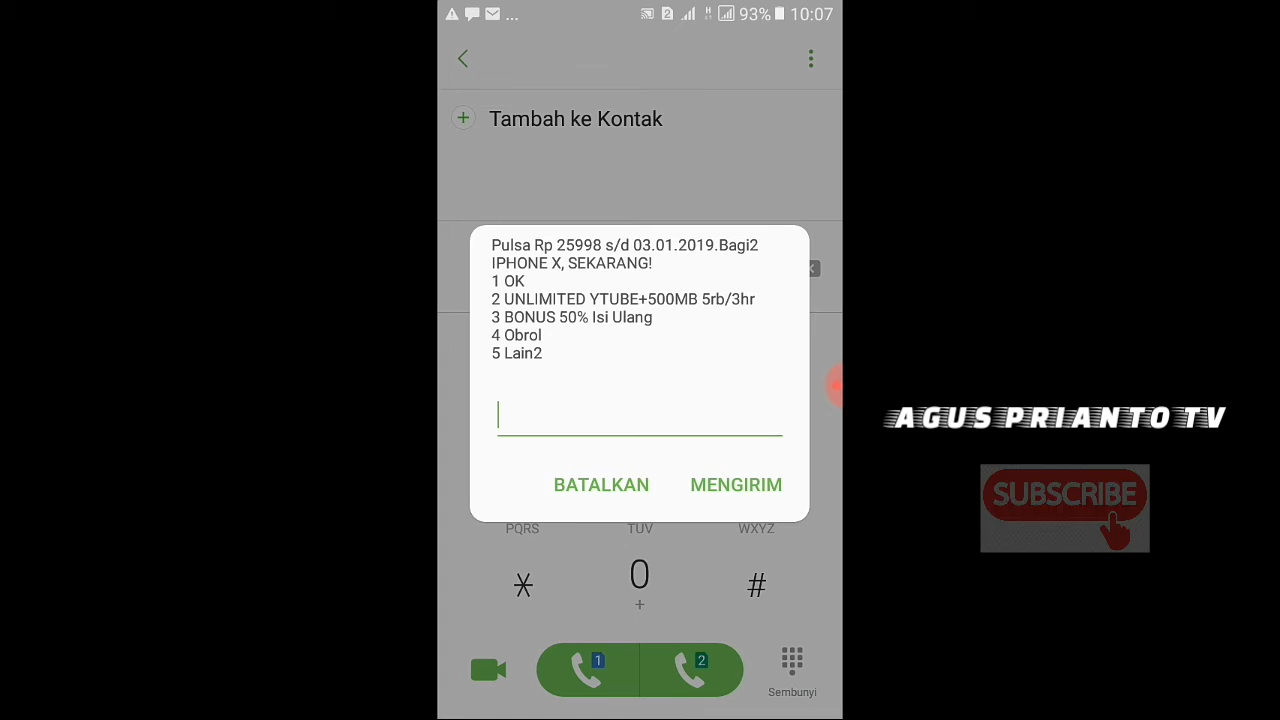 ... 2 93% 10:07
Tambah ke Kontak
Pulsa Rp 25998 s/d 03.01.2019.Bagi2
IPHONE X, SEKARANG!
1 OK
2 UNLIMITED YTUBE+500MB 5rb/3hr
3 BONUS 50% Isi Ulang
4 Obrol
5 Lain2
BATALKAN MENGIRIM
AGUS PRIANTO TV
SUBSCRIBE
PQRS TUV WXYZ
* 0 #
+
1 2
Sembunyi